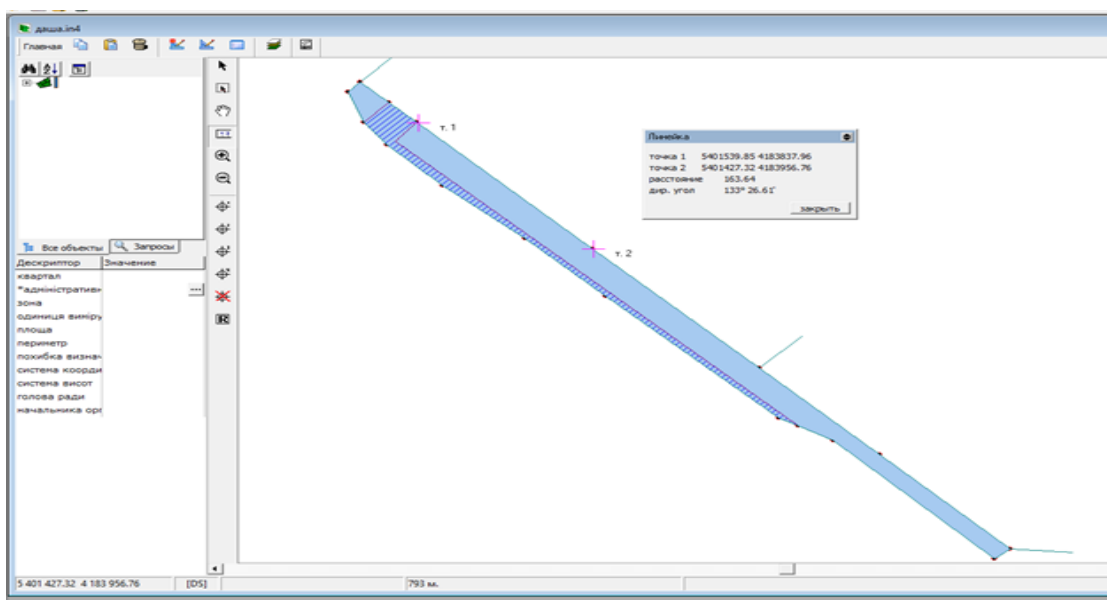 даша.in4
Главная
т. 1
Линейка
точка 1 5401539.85 4183837.96
точка 2 5401427.32 4183956.76
расстояние 163.64
дир. угол 133° 26.61'
закрыть
т. 2
Все объекты Запросы
Дескриптор Значение
квартал
*адміністративн
зона
одиниця виміру
площа
периметр
похибка визнач
система коорди
система висот
голова ради
начальника орг
5 401 427.32 4 183 956.76 [DS] 793 м.